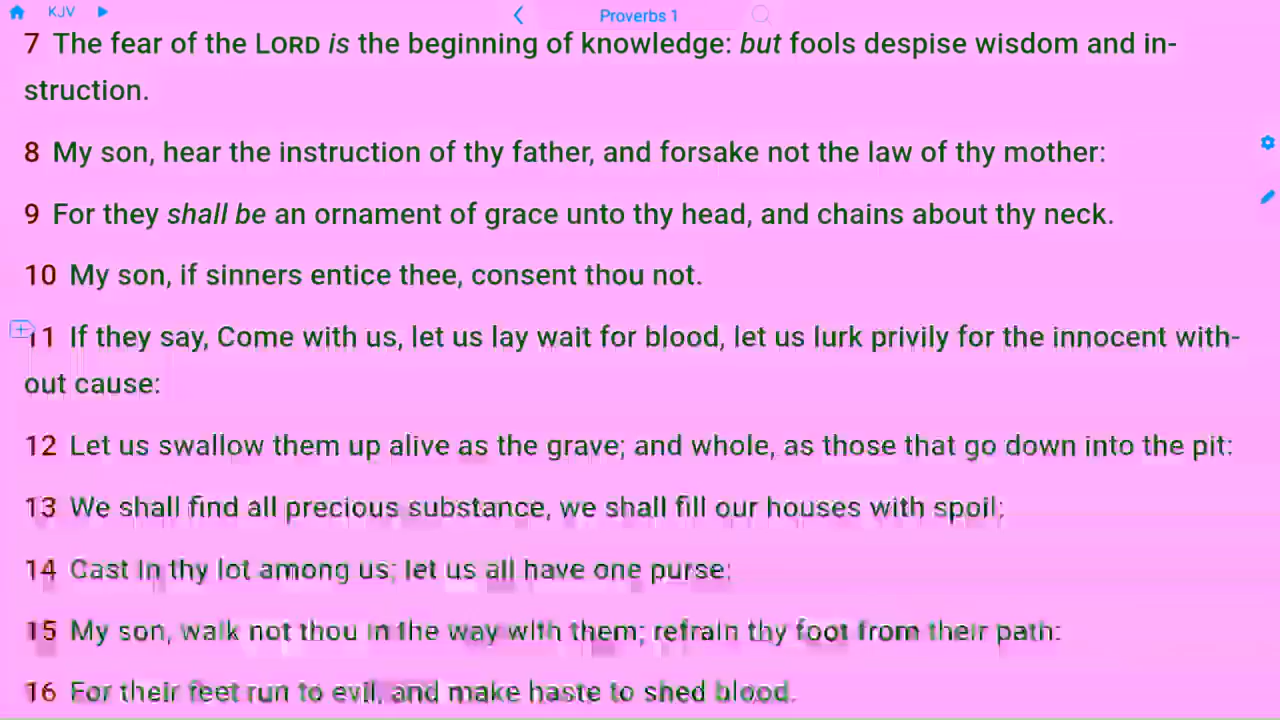 KJV
Proverbs 1
7 The fear of the LORD is the beginning of knowledge: but fools despise wisdom and in-
struction.
8 My son, hear the instruction of thy father, and forsake not the law of thy mother:
9 For they shall be an ornament of grace unto thy head, and chains about thy neck.
10 My son, if sinners entice thee, consent thou not.
11 If they say, Come with us, let us lay wait for blood, let us lurk privily for the innocent with-
out cause:
12 Let us swallow them up alive as the grave; and whole, as those that go down into the pit:
13 We shall find all precious substance, we shall fill our houses with spoil:
14 Cast in thy lot among us; let us all have one purse:
15 My son, walk not thou in the way with them; refrain thy foot from their path:
16 For their feet run to evil, and make haste to shed blood.